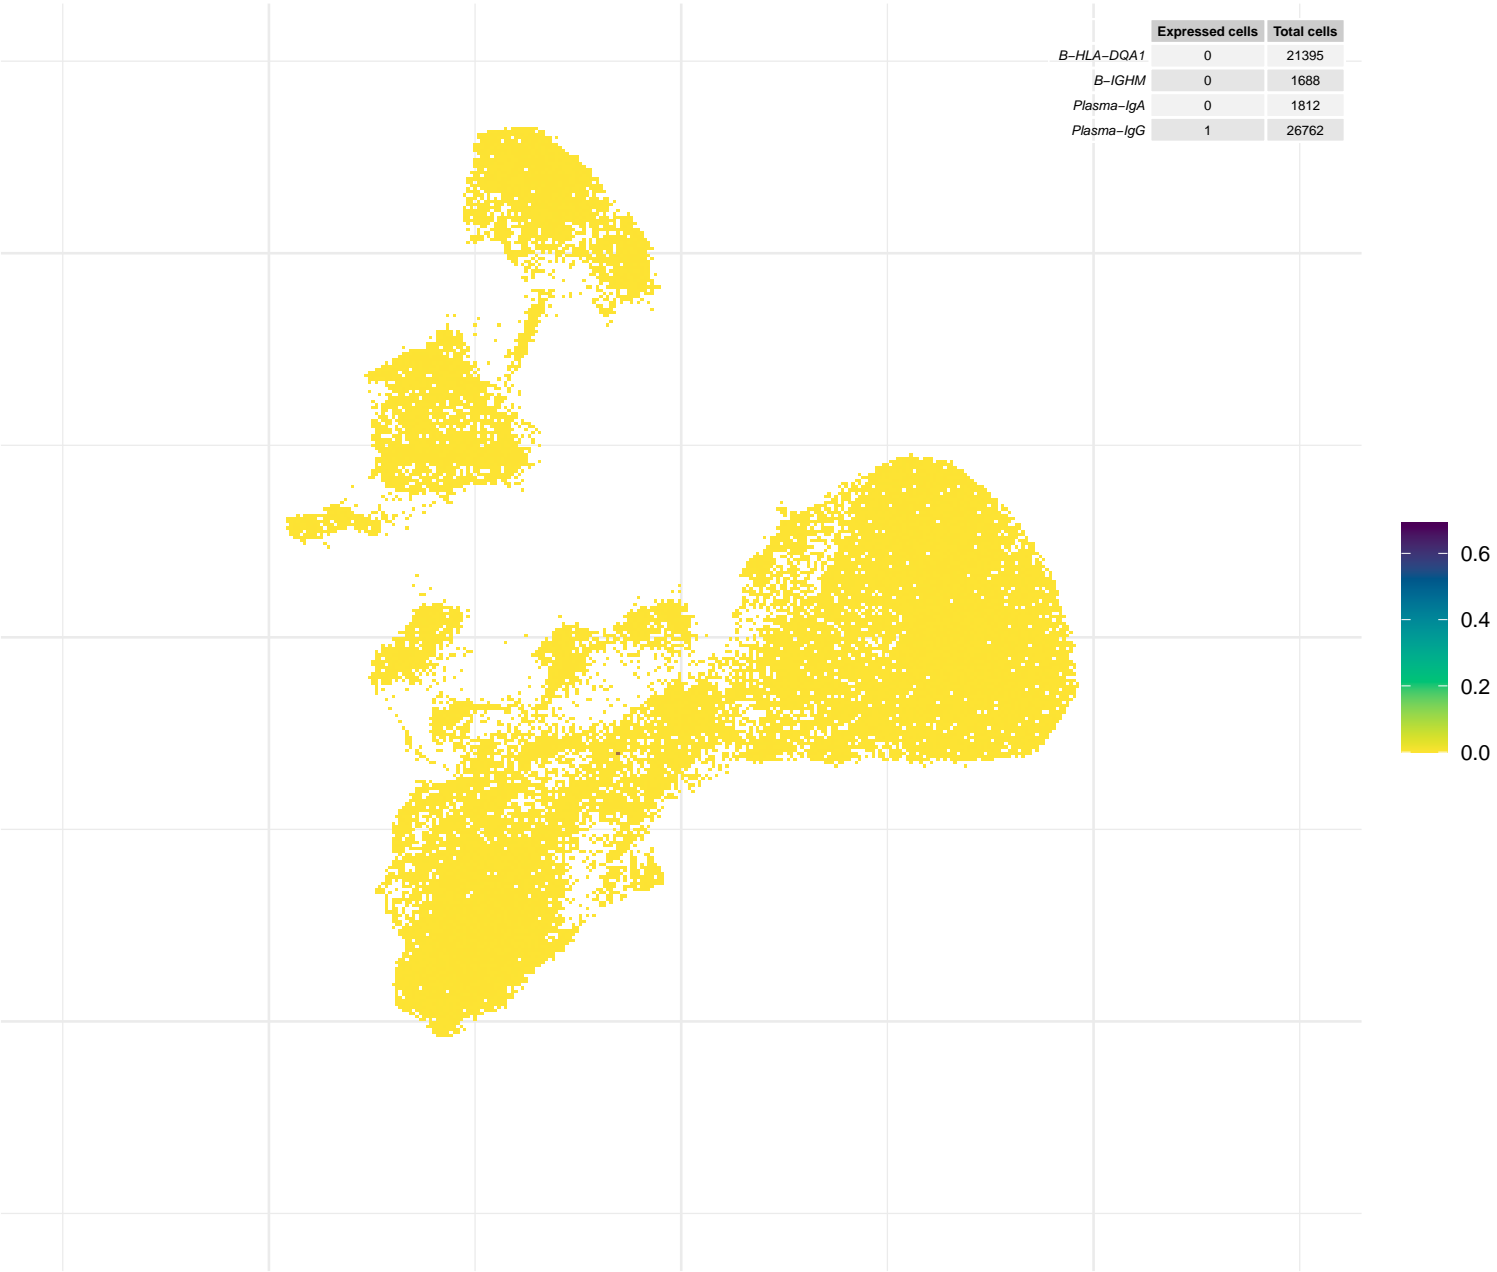 Expressed cells Total cells
B−HLA−DQA1 0 21395
B−IGHM 0 1688
Plasma−IgA 0 1812
Plasma−IgG 1 26762
0.6
0.4
0.2
0.0